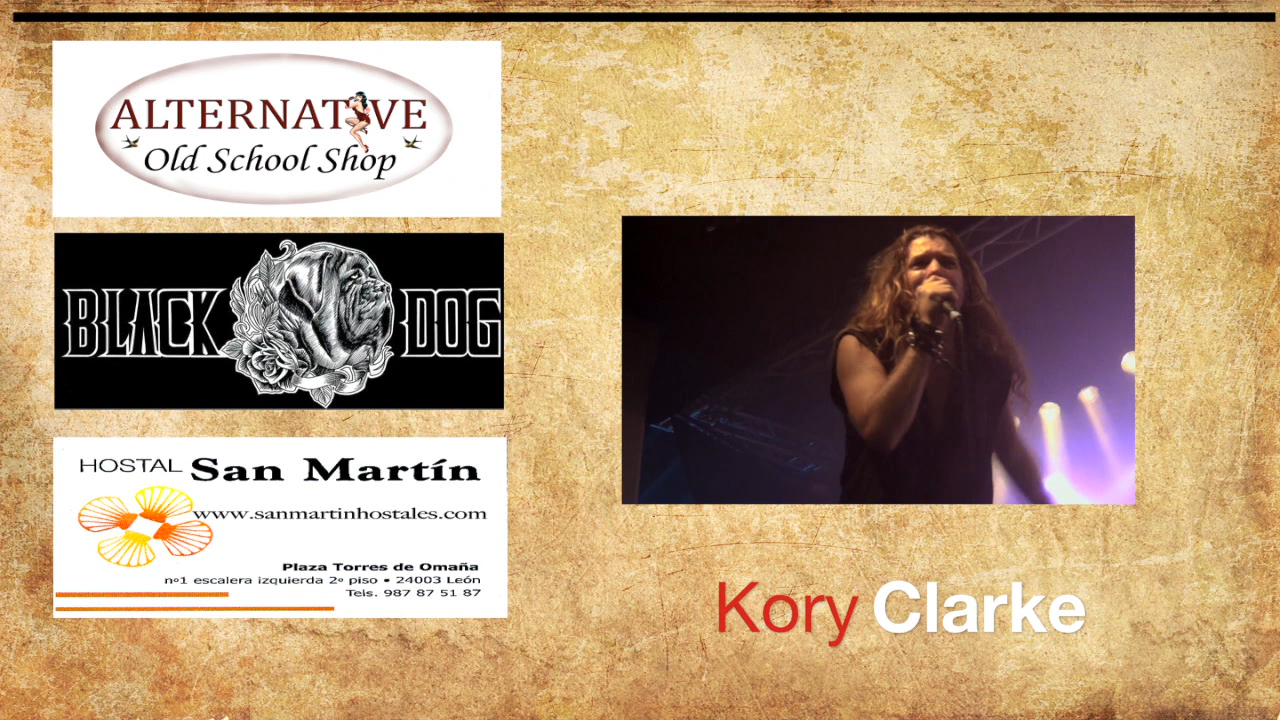 ALTERNATIVE
Old School Shop
BLACK DOG
HOSTAL San Martín
www.sanmartinhostales.com
Plaza Torres de Omaña
nº1 escalera izquierda 2º piso • 24003 León
Tels. 987 87 51 87
Kory Clarke